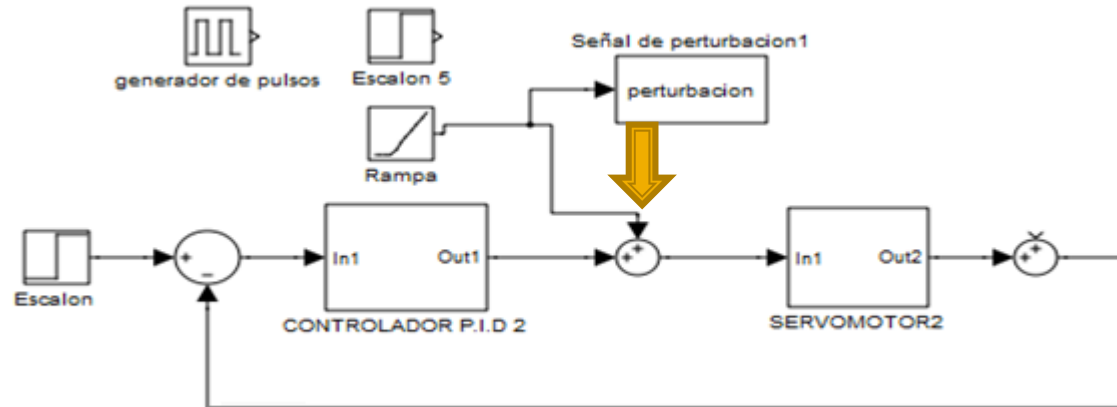 Señal de perturbacion1
generador de pulsos
Escalon 5
perturbacion
Rampa
+
+
+
−
In1
Out1
+
In1
Out2
+
+
Escalon
CONTROLADOR P.I.D 2
SERVOMOTOR2